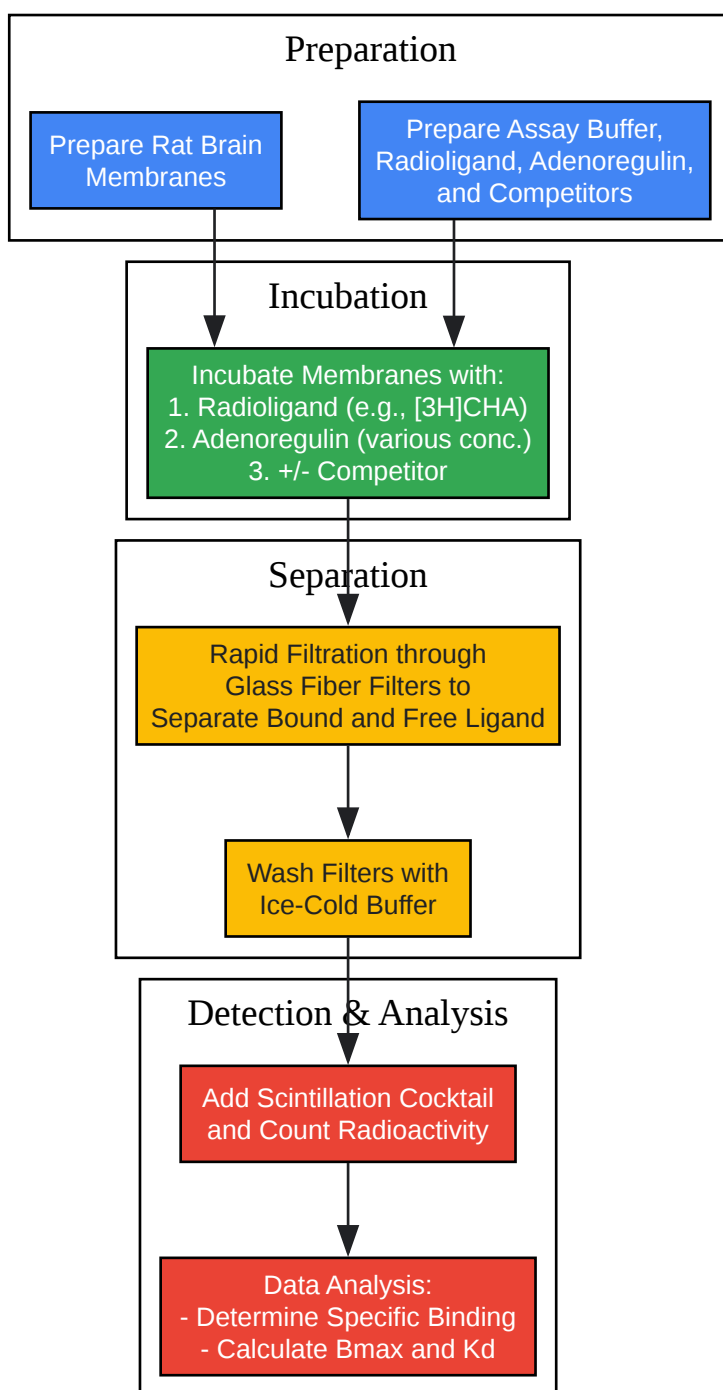 Preparation
Prepare Rat Brain
Membranes
Prepare Assay Buffer,
Radioligand, Adenoregulin,
and Competitors
Incubation
Incubate Membranes with:
1. Radioligand (e.g., [3H]CHA)
2. Adenoregulin (various conc.)
3. +/- Competitor
Separation
Rapid Filtration through
Glass Fiber Filters to
Separate Bound and Free Ligand
Wash Filters with
Ice-Cold Buffer
Detection & Analysis
Add Scintillation Cocktail
and Count Radioactivity
Data Analysis:
- Determine Specific Binding
- Calculate Bmax and Kd